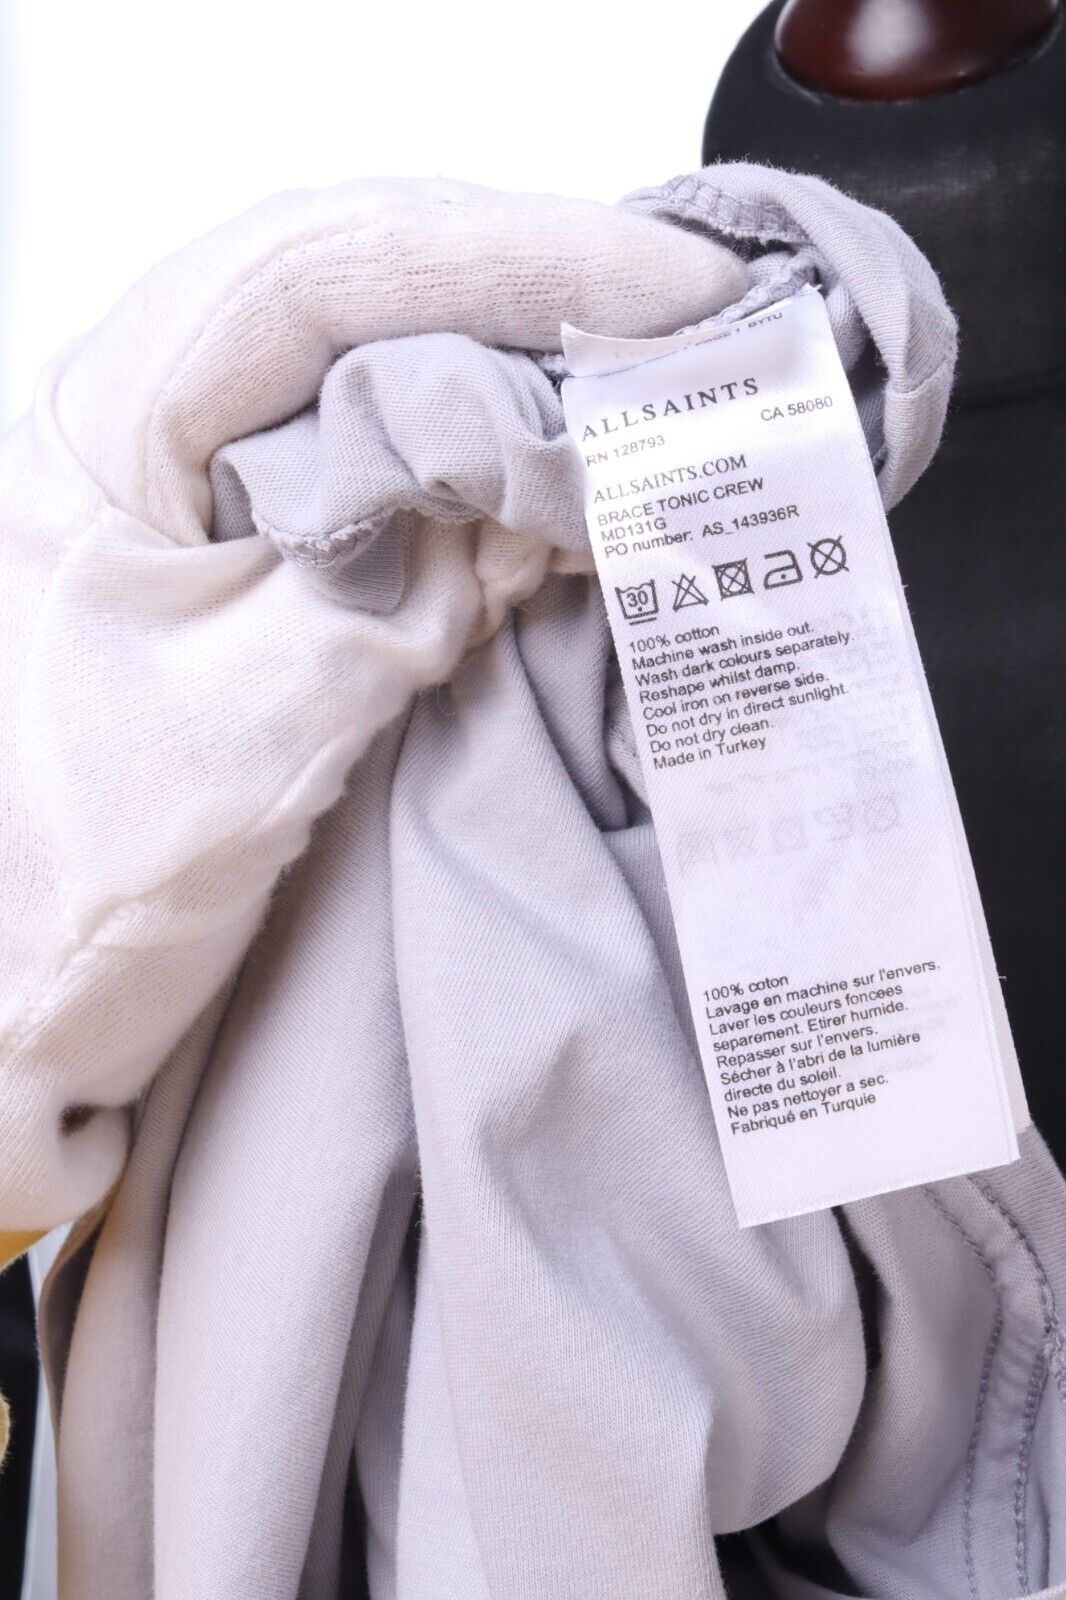 ALLSAINTS
RN 128793 CA 58080
ALLSAINTS.COM
BRACE TONIC CREW
MD131G
PO number: AS_143936R
30
100% cotton
Machine wash inside out.
Wash dark colours separately.
Reshape whilst damp.
Cool iron on reverse side.
Do not dry in direct sunlight.
Do not dry clean.
Made in Turkey
100% coton
Lavage en machine sur l'envers.
Laver les couleurs foncees
separement. Etirer humide.
Repasser sur l'envers.
Sécher à l'abri de la lumière
directe du soleil.
Ne pas nettoyer a sec.
Fabriqué en Turquie